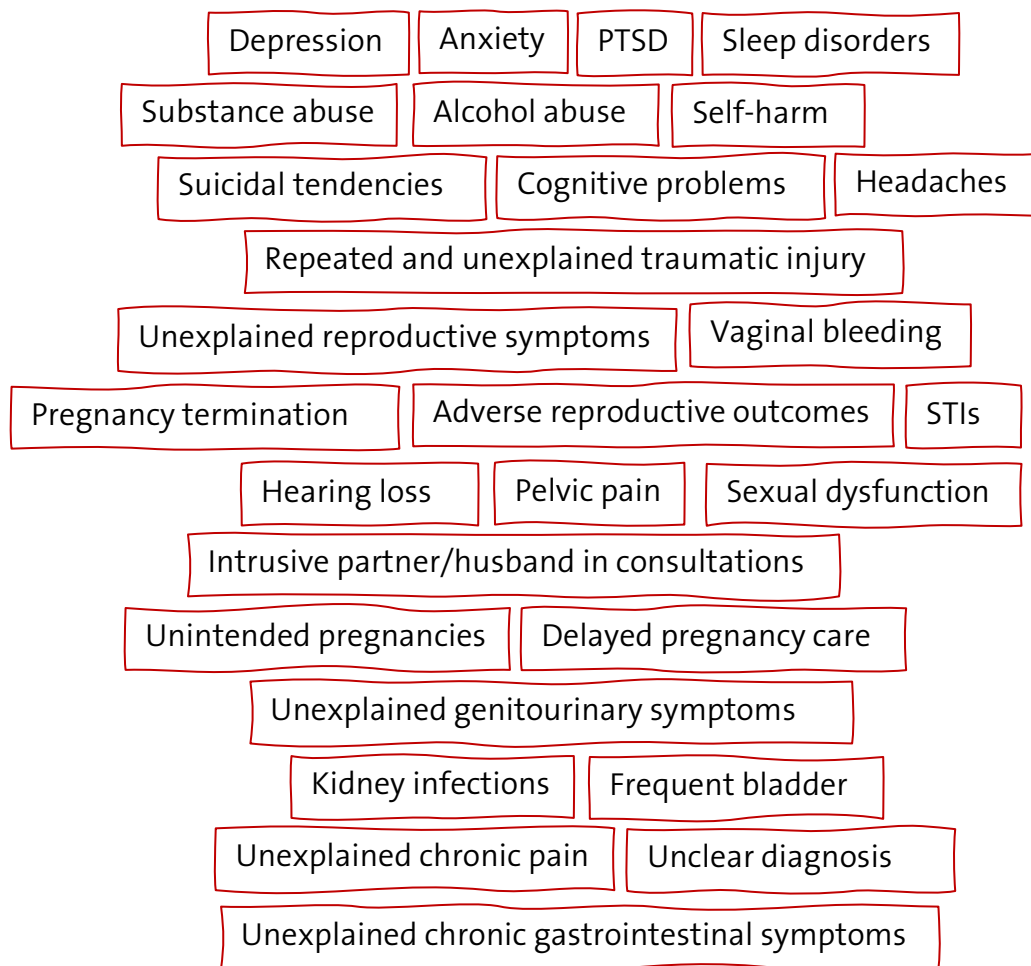 Depression Anxiety PTSD Sleep disorders
Substance abuse Alcohol abuse Self-harm
Suicidal tendencies Cognitive problems Headaches
Repeated and unexplained traumatic injury
Unexplained reproductive symptoms Vaginal bleeding
Pregnancy termination Adverse reproductive outcomes STIs
Hearing loss Pelvic pain Sexual dysfunction
Intrusive partner/husband in consultations
Unintended pregnancies Delayed pregnancy care
Unexplained genitourinary symptoms
Kidney infections Frequent bladder
Unexplained chronic pain Unclear diagnosis
Unexplained chronic gastrointestinal symptoms